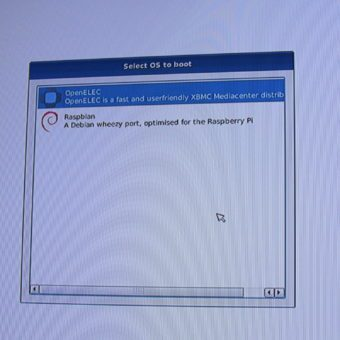 Select OS to boot
OpenELEC
OpenELEC is a fast and userfriendly XBMC Mediacenter distrib
Raspbian
A Debian wheezy port, optimised for the Raspberry Pi